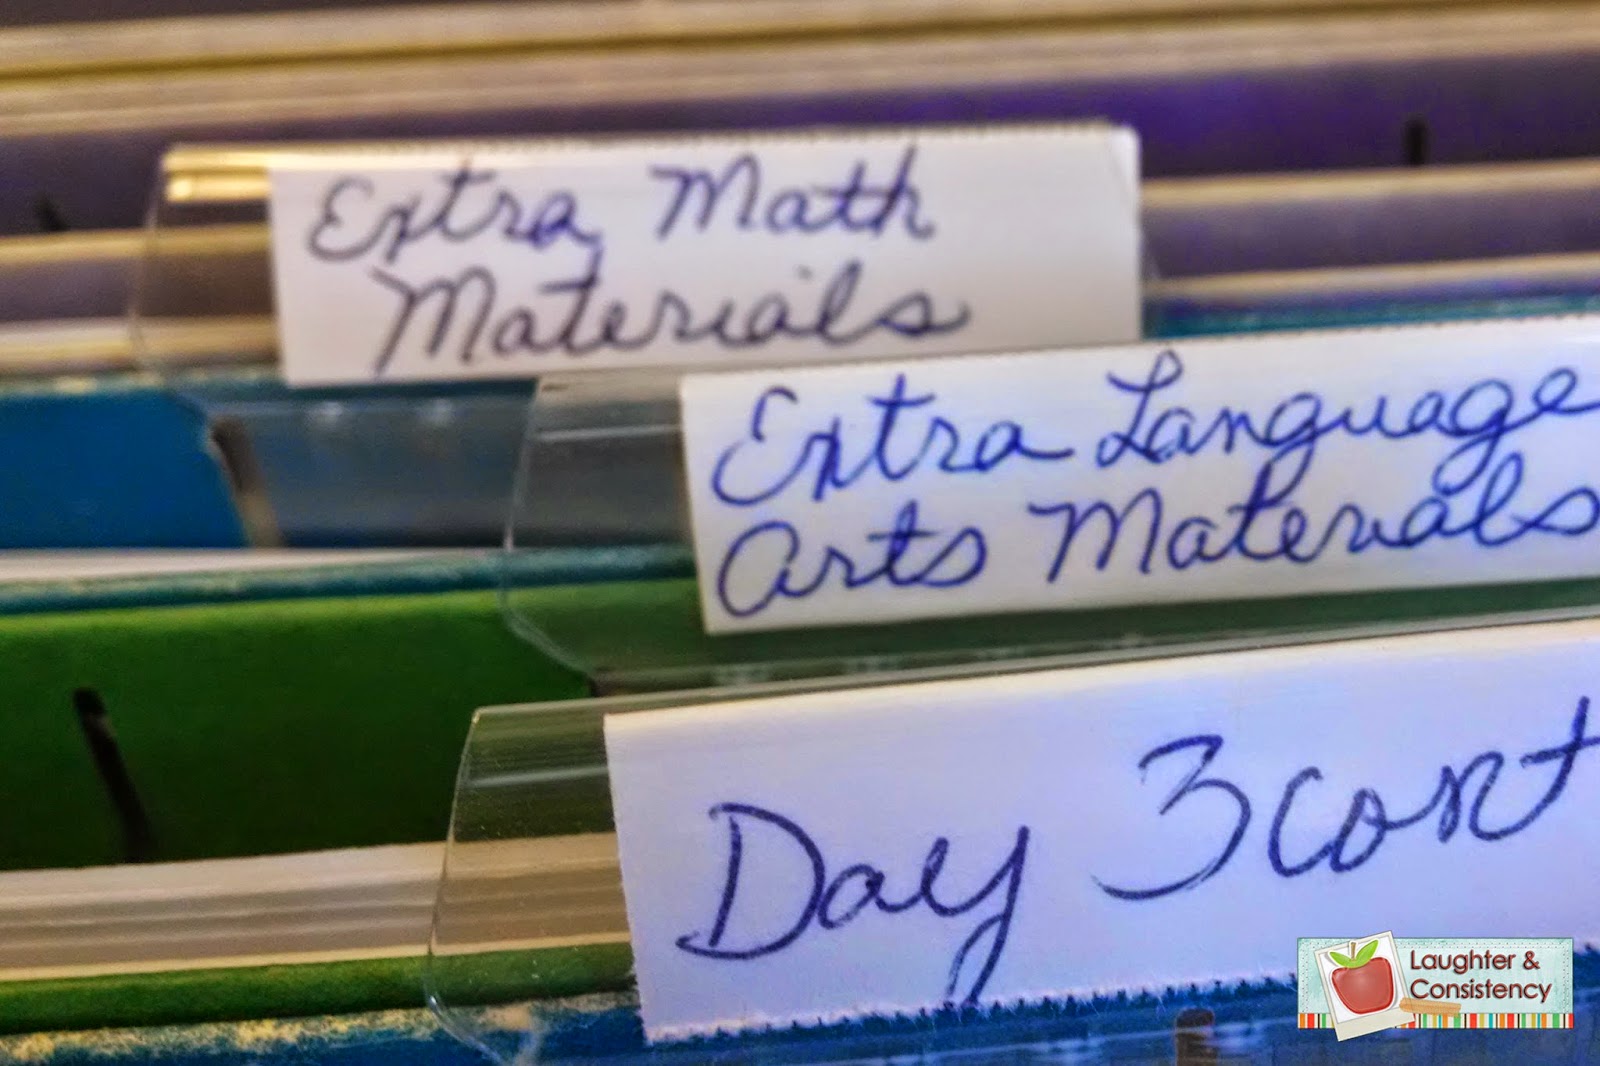 Extra Math
Materials
Extra Language
Arts Materials
Day 3 cont
Laughter &
Consistency